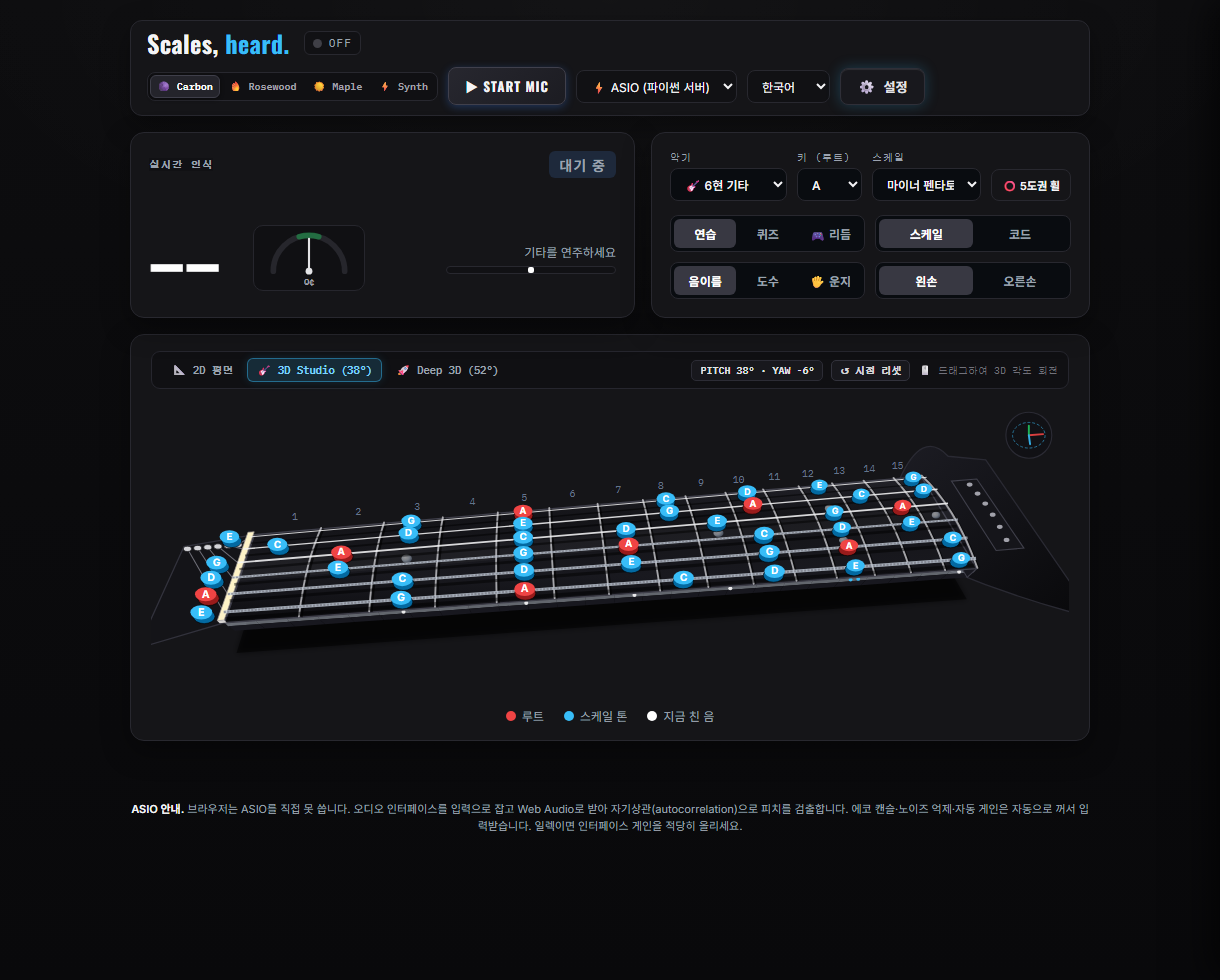 Scales, heard. OFF
Carbon Rosewood Maple Synth ▶ START MIC ASIO (파이썬 서버) 한국어 설정
실시간 인식 대기 중
기타를 연주하세요
0¢
악기 키 (루트) 스케일
6현 기타 A 마이너 펜타토 5도권 휠
연습 퀴즈 리듬 스케일 코드
음이름 도수 운지 왼손 오른손
2D 평면 3D Studio (38°) Deep 3D (52°) PITCH 38° · YAW -6° ↺ 시점 리셋 드래그하여 3D 각도 회전
1 2 3 4 5 6 7 8 9 10 11 12 13 14 15
E C G A C D E G
G A D E G A E C D
D E C D A E G A
A C G E C D E
E G D G A C
G A C D E G
루트 스케일 톤 지금 친 음
ASIO 안내. 브라우저는 ASIO를 직접 못 씁니다. 오디오 인터페이스를 입력으로 잡고 Web Audio로 받아 자기상관(autocorrelation)으로 피치를 검출합니다. 에코 캔슬·노이즈 억제·자동 게인은 자동으로 꺼서 입
력받습니다. 일렉이면 인터페이스 게인을 적당히 올리세요.